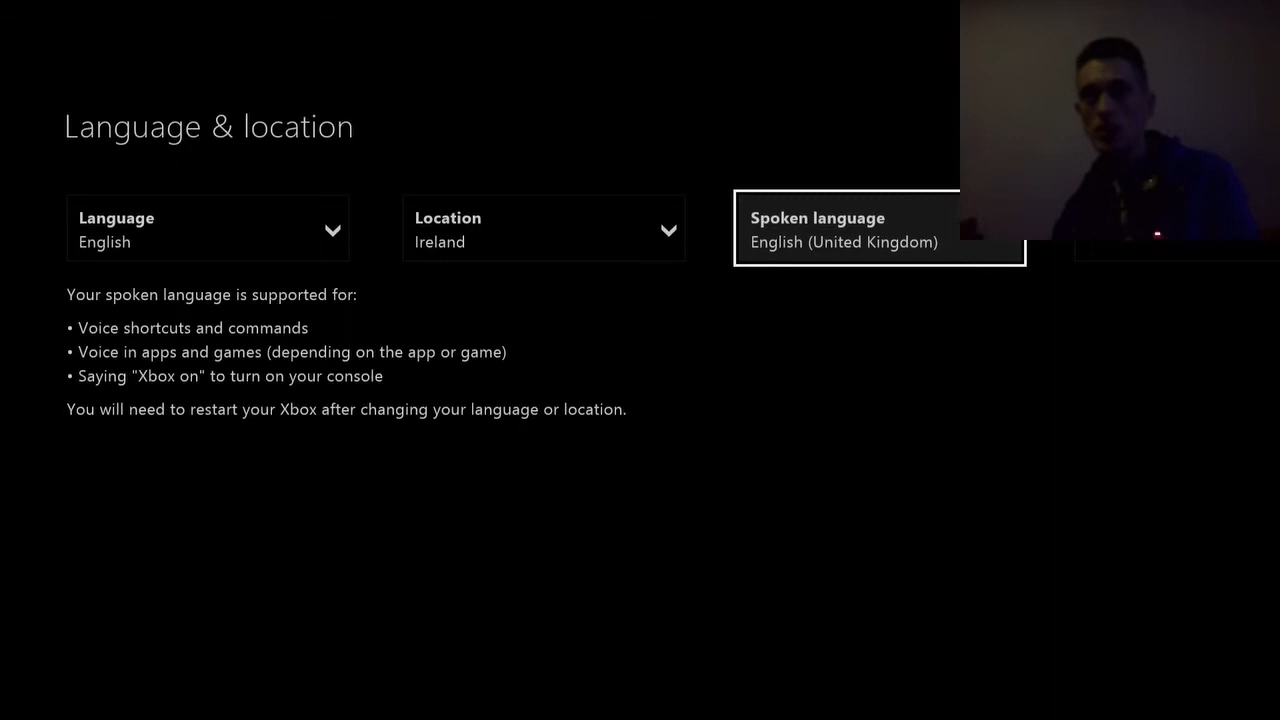 Language & location
Language
English
Location
Ireland
Spoken language
English (United Kingdom)
Your spoken language is supported for:
• Voice shortcuts and commands
• Voice in apps and games (depending on the app or game)
• Saying "Xbox on" to turn on your console
You will need to restart your Xbox after changing your language or location.